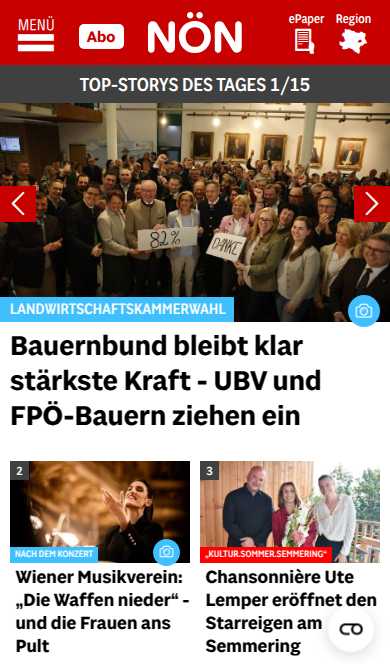 MENÜ
Abo
NÖN
ePaper
Region
TOP-STORYS DES TAGES 1/15
82%
DANKE
LANDWIRTSCHAFTSKAMMERWAHL
Bauernbund bleibt klar
stärkste Kraft - UBV und
FPÖ-Bauern ziehen ein
2
NACH DEM KONZERT
Wiener Musikverein:
„Die Waffen nieder“ -
und die Frauen ans
Pult
3
„KULTUR.SOMMER.SEMMERING“
Chansonnière Ute
Lemper eröffnet den
Starreigen am
Semmering